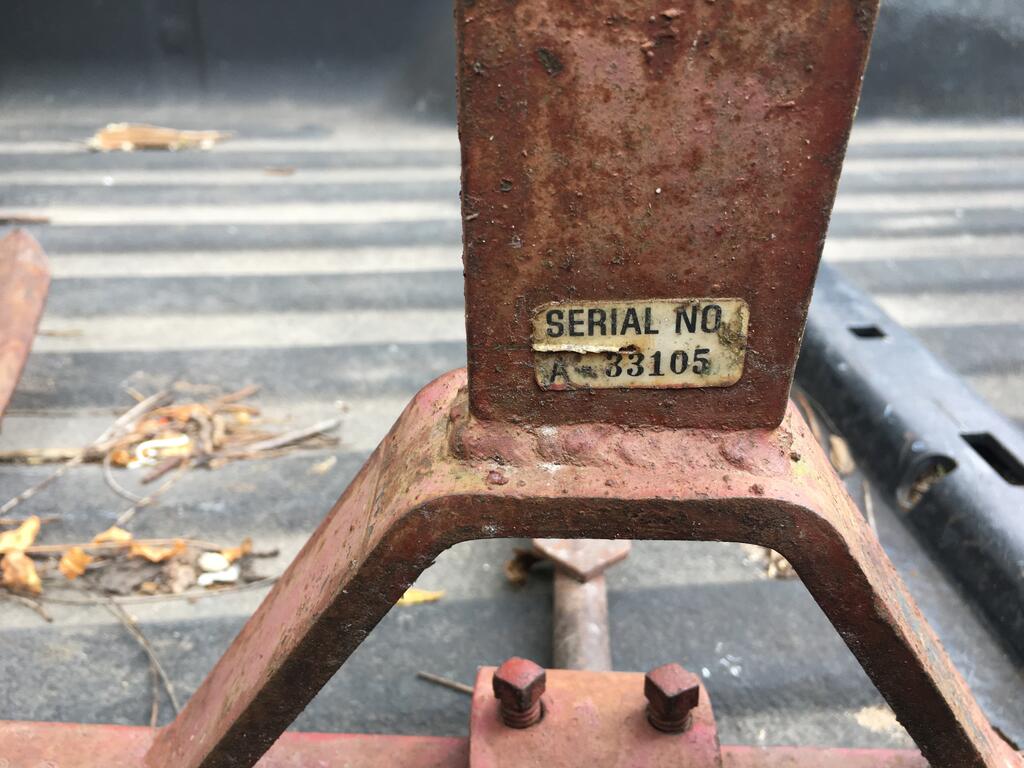 SERIAL NO
A - 33105